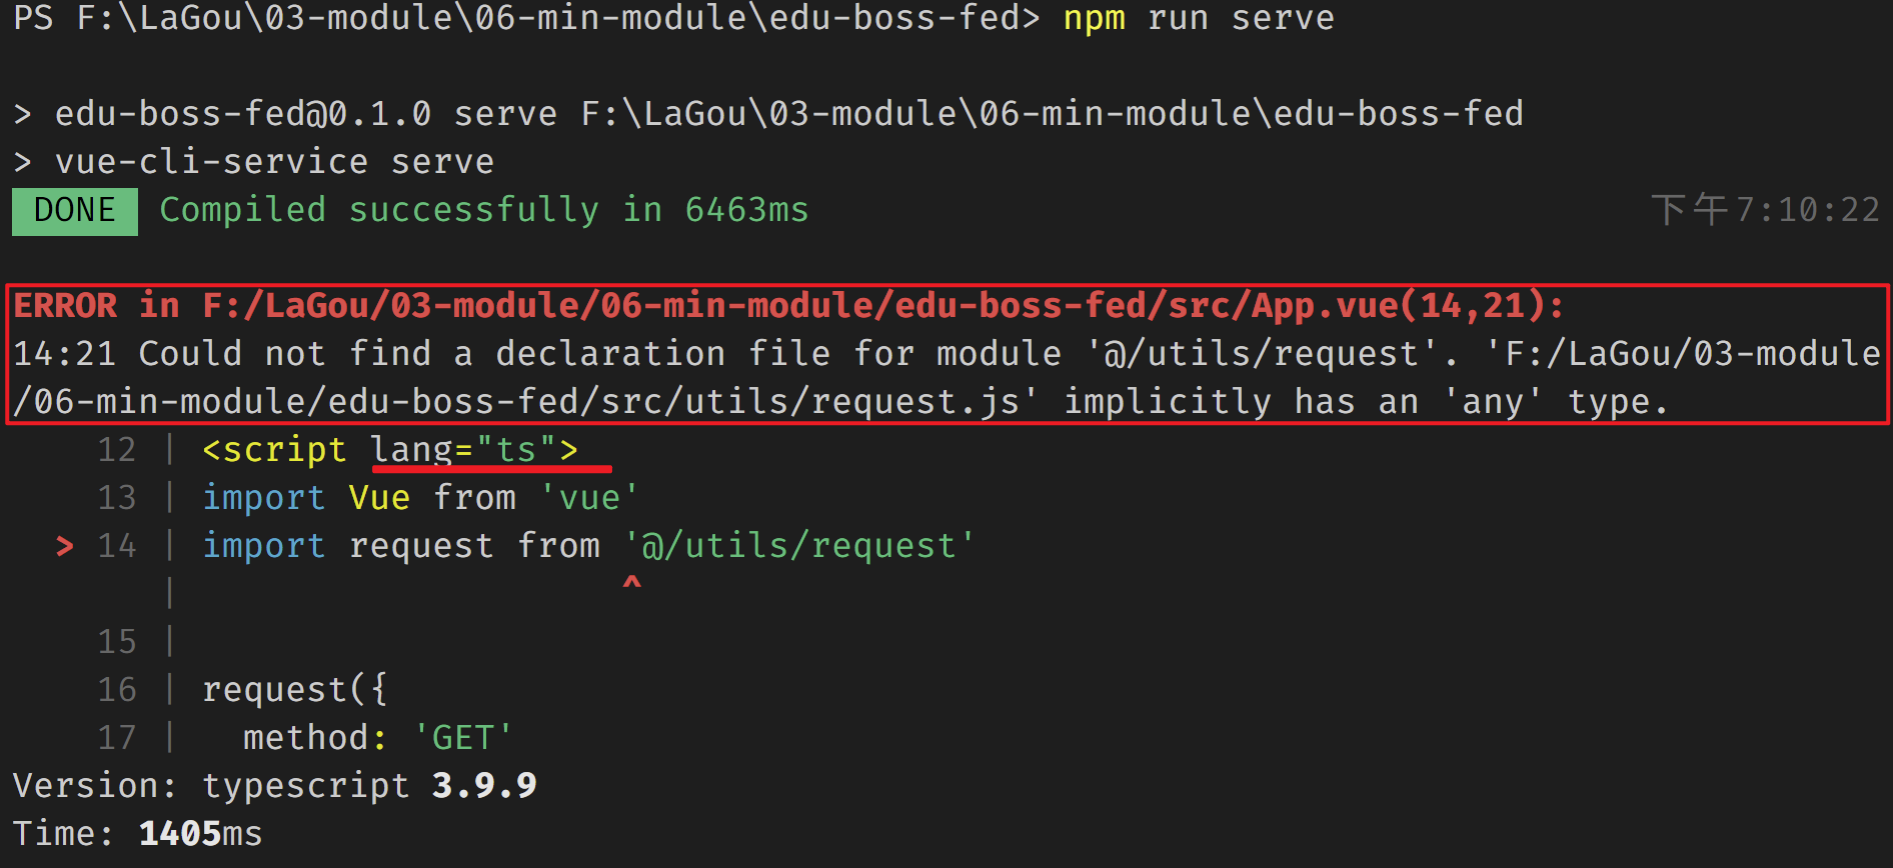 PS F:\LaGou\03-module\06-min-module\edu-boss-fed> npm run serve
> edu-boss-fed@0.1.0 serve F:\LaGou\03-module\06-min-module\edu-boss-fed
> vue-cli-service serve
DONE Compiled successfully in 6463ms 下午7:10:22
ERROR in F:/LaGou/03-module/06-min-module/edu-boss-fed/src/App.vue(14,21):
14:21 Could not find a declaration file for module '@/utils/request'. 'F:/LaGou/03-module
/06-min-module/edu-boss-fed/src/utils/request.js' implicitly has an 'any' type.
12 | <script lang="ts">
13 | import Vue from 'vue'
> 14 | import request from '@/utils/request'
| ^
15 |
16 | request({
17 | method: 'GET'
Version: typescript 3.9.9
Time: 1405ms